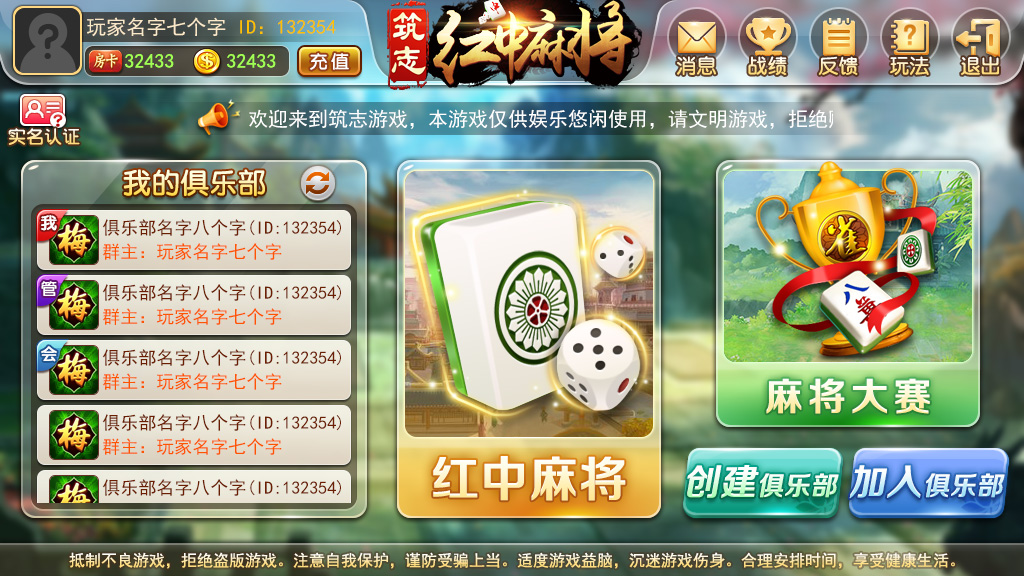 玩家名字七个字 ID：132354
房卡 32433 $ 32433 充值
筑志 红中麻将
消息 战绩 反馈 玩法 退出
实名认证
欢迎来到筑志游戏，本游戏仅供娱乐悠闲使用，请文明游戏，拒绝
我的俱乐部
我 梅 俱乐部名字八个字(ID:132354)
群主：玩家名字七个字
管 梅 俱乐部名字八个字(ID:132354)
群主：玩家名字七个字
会 梅 俱乐部名字八个字(ID:132354)
群主：玩家名字七个字
梅 俱乐部名字八个字(ID:132354)
群主：玩家名字七个字
梅 俱乐部名字八个字(ID:132354)
红中麻将
雀
八
萬
麻将大赛
创建俱乐部 加入俱乐部
抵制不良游戏，拒绝盗版游戏。注意自我保护，谨防受骗上当。适度游戏益脑，沉迷游戏伤身。合理安排时间，享受健康生活。